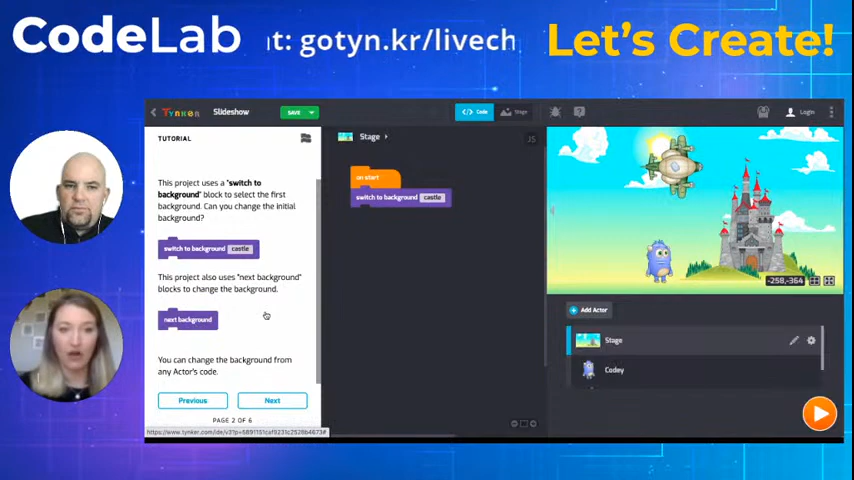 CodeLab
ıt: gotyn.kr/livech
Let's Create!
TYNKER
Slideshow
SAVE
Code
Stage
Login
TUTORIAL
This project uses a "switch to
background" block to select the first
background. Can you change the initial
background?
switch to background castle
This project also uses "next background"
blocks to change the background.
next background
You can change the background from
any Actor's code.
Previous
Next
PAGE 2 OF 6
Stage
JS
on start
switch to background castle
-258,-364
Add Actor
Stage
Codey